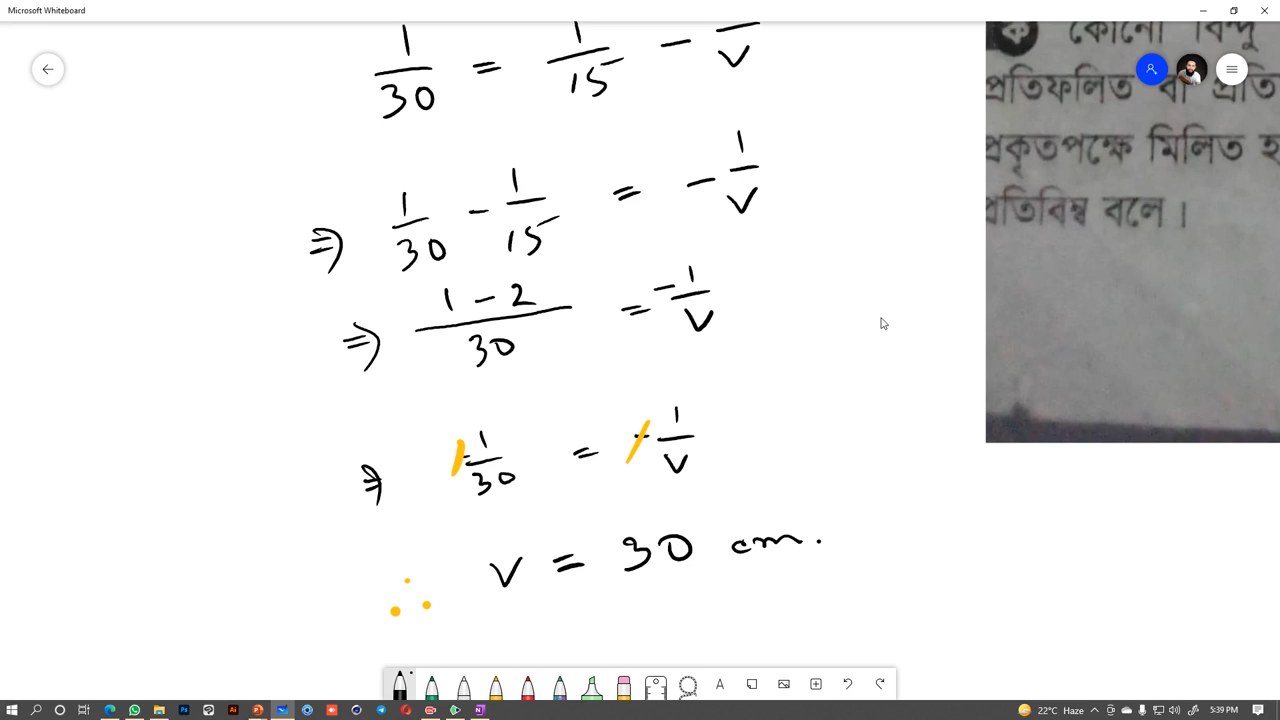 Microsoft Whiteboard
1/30 = 1/15 - 1/v
⇒ 1/30 - 1/15 = - 1/v
⇒ (1 - 2)/30 = - 1/v
⇒ - 1/30 = - 1/v
∴ v = 30 cm.
কোনো বিন্দু
প্রতিফলিত বা প্রতি
প্রকৃতপক্ষে মিলিত হ
প্রতিবিম্ব বলে।
22°C Haze
5:39 PM